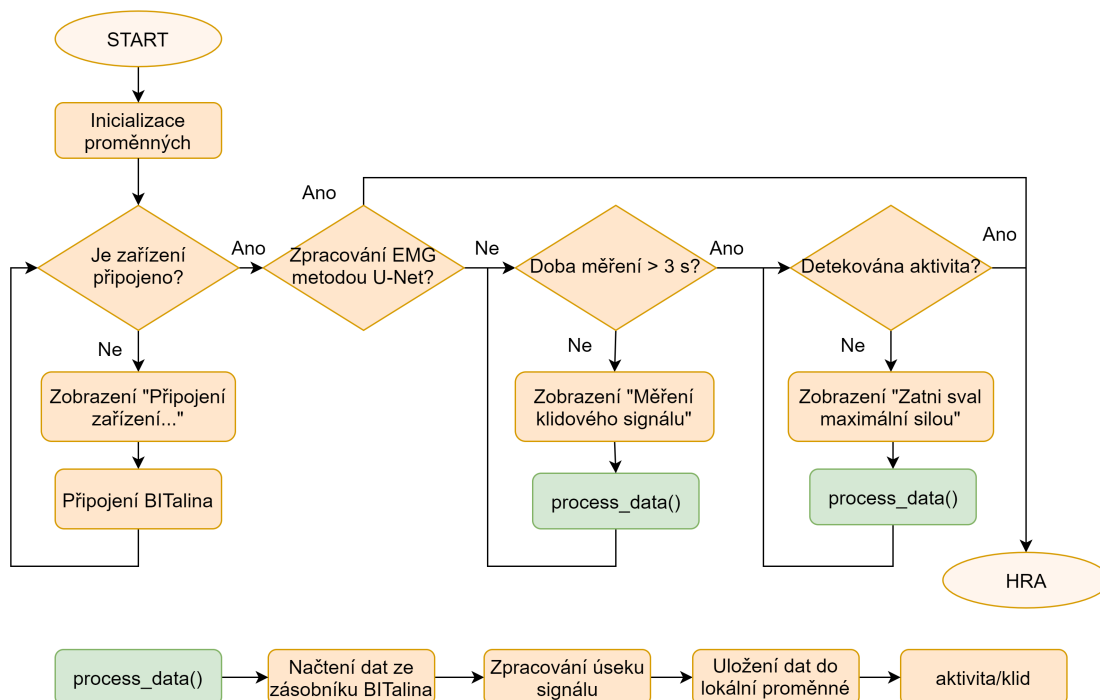 START
Inicializace
proměnných
Je zařízení
připojeno?
Ano
Ne
Zobrazení "Připojení
zařízení..."
Připojení BITalina
Zpracování EMG
metodou U-Net?
Ano
Ne
Doba měření > 3 s?
Ano
Ne
Zobrazení "Měření
klidového signálu"
process_data()
Detekována aktivita?
Ano
Ne
Zobrazení "Zatni sval
maximální silou"
process_data()
HRA
process_data()
Načtení dat ze
zásobníku BITalina
Zpracování úseku
signálu
Uložení dat do
lokální proměnné
aktivita/klid